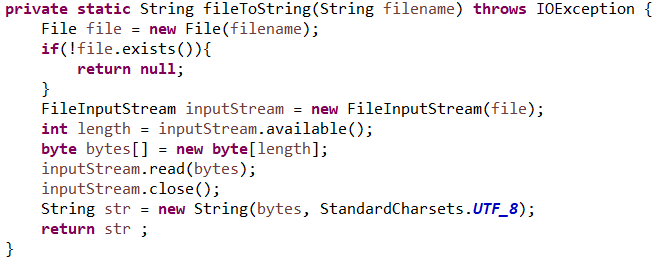 private static String fileToString(String filename) throws IOException {
    File file = new File(filename);
    if(!file.exists()){
        return null;
    }
    FileInputStream inputStream = new FileInputStream(file);
    int length = inputStream.available();
    byte bytes[] = new byte[length];
    inputStream.read(bytes);
    inputStream.close();
    String str = new String(bytes, StandardCharsets.UTF_8);
    return str ;
}